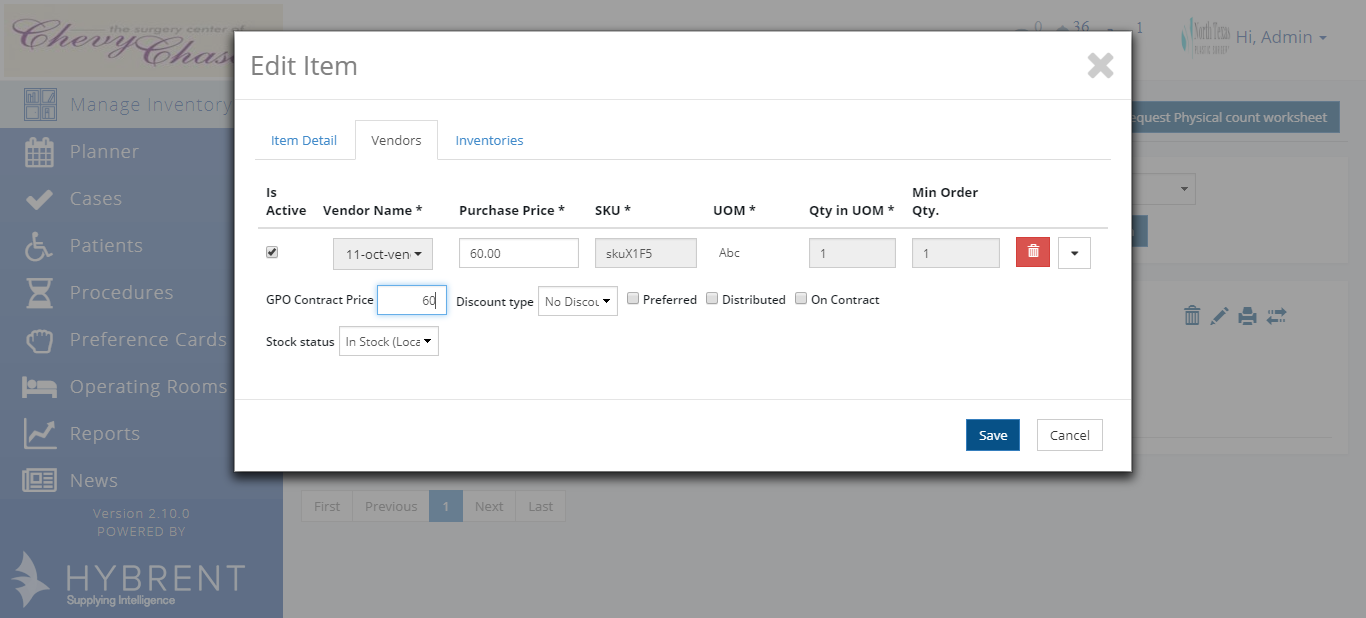 the surgery center of
Chevy Chase
0 36 1
North Texas
Hi, Admin
Manage Inventory
Planner
Cases
Patients
Procedures
Preference Cards
Operating Rooms
Reports
News
Version 2.10.0
POWERED BY
HYBRENT
Supplying Intelligence
equest Physical count worksheet
Edit Item
Item Detail Vendors Inventories
Is Active Vendor Name * Purchase Price * SKU * UOM * Qty in UOM * Min Order Qty.
11-oct-ven 60.00 skuX1F5 Abc 1 1
GPO Contract Price 60 Discount type No Discou Preferred Distributed On Contract
Stock status In Stock (Loca
Save Cancel
First Previous 1 Next Last